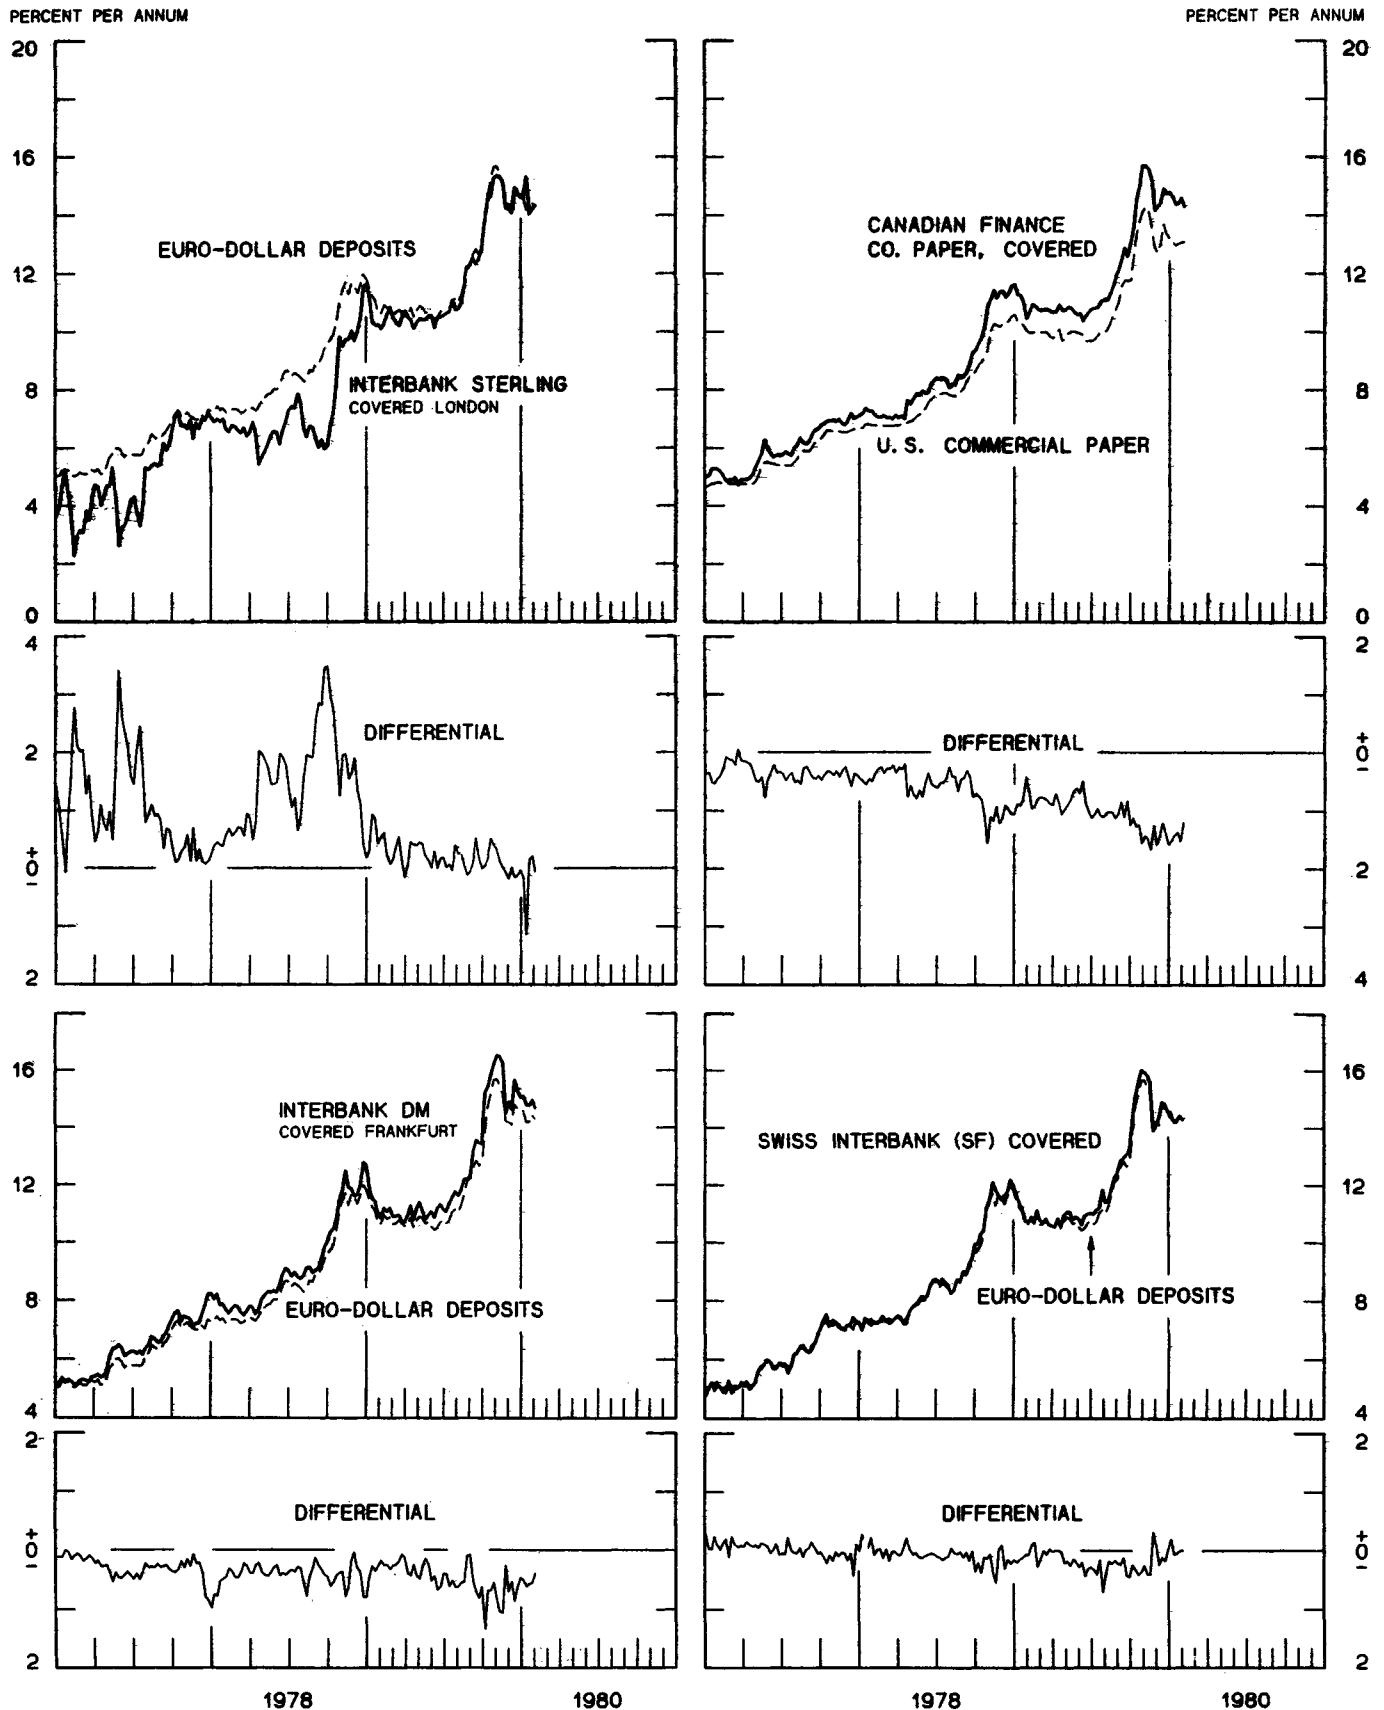 PERCENT PER ANNUM
PERCENT PER ANNUM
20
16
12
8
4
0
EURO-DOLLAR DEPOSITS
INTERBANK STERLING
COVERED LONDON
20
16
12
8
4
0
CANADIAN FINANCE
CO. PAPER, COVERED
U. S. COMMERCIAL PAPER
4
2
+
0
−
2
DIFFERENTIAL
2
+
0
−
2
4
DIFFERENTIAL
16
12
8
4
INTERBANK DM
COVERED FRANKFURT
EURO-DOLLAR DEPOSITS
16
12
8
4
SWISS INTERBANK (SF) COVERED
EURO-DOLLAR DEPOSITS
2
+
0
−
2
DIFFERENTIAL
2
+
0
−
2
DIFFERENTIAL
1978
1980
1978
1980